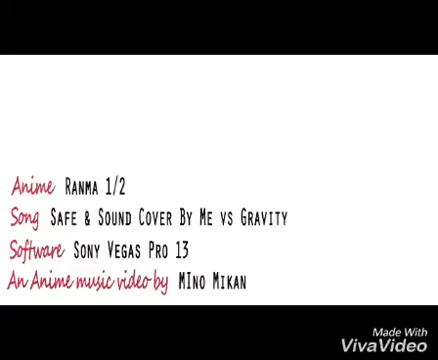 Anime Ranma 1/2
Song Safe & Sound Cover By Me vs Gravity
Software Sony Vegas Pro 13
An Anime music video by MIno Mikan
Made With
VivaVideo